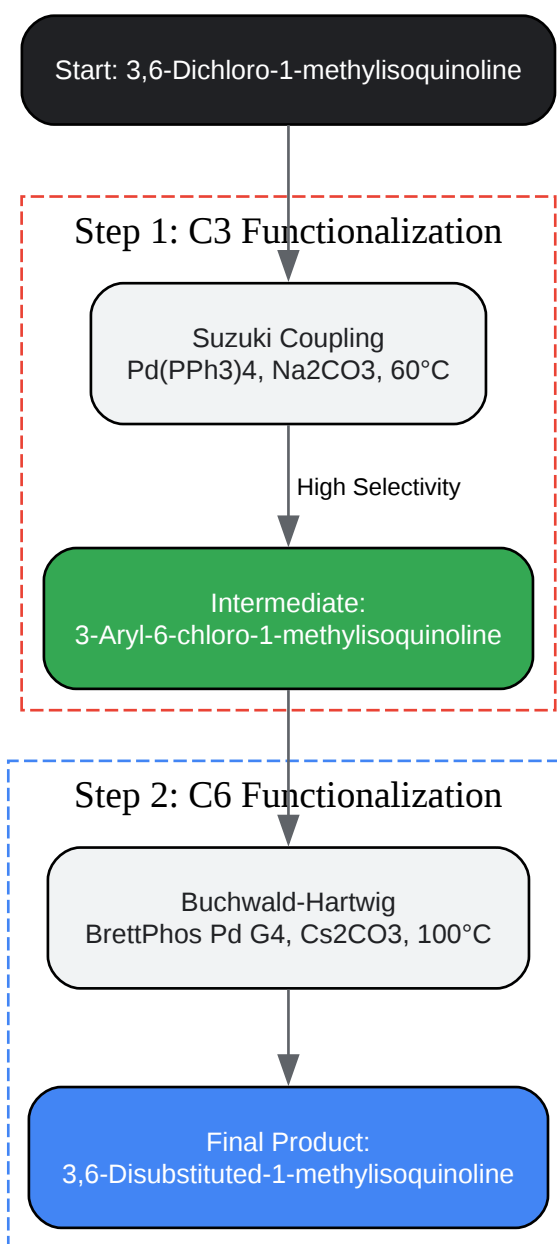 Start: 3,6-Dichloro-1-methylisoquinoline
Step 1: C3 Functionalization
Suzuki Coupling
Pd(PPh3)4, Na2CO3, 60°C
High Selectivity
Intermediate:
3-Aryl-6-chloro-1-methylisoquinoline
Step 2: C6 Functionalization
Buchwald-Hartwig
BrettPhos Pd G4, Cs2CO3, 100°C
Final Product:
3,6-Disubstituted-1-methylisoquinoline